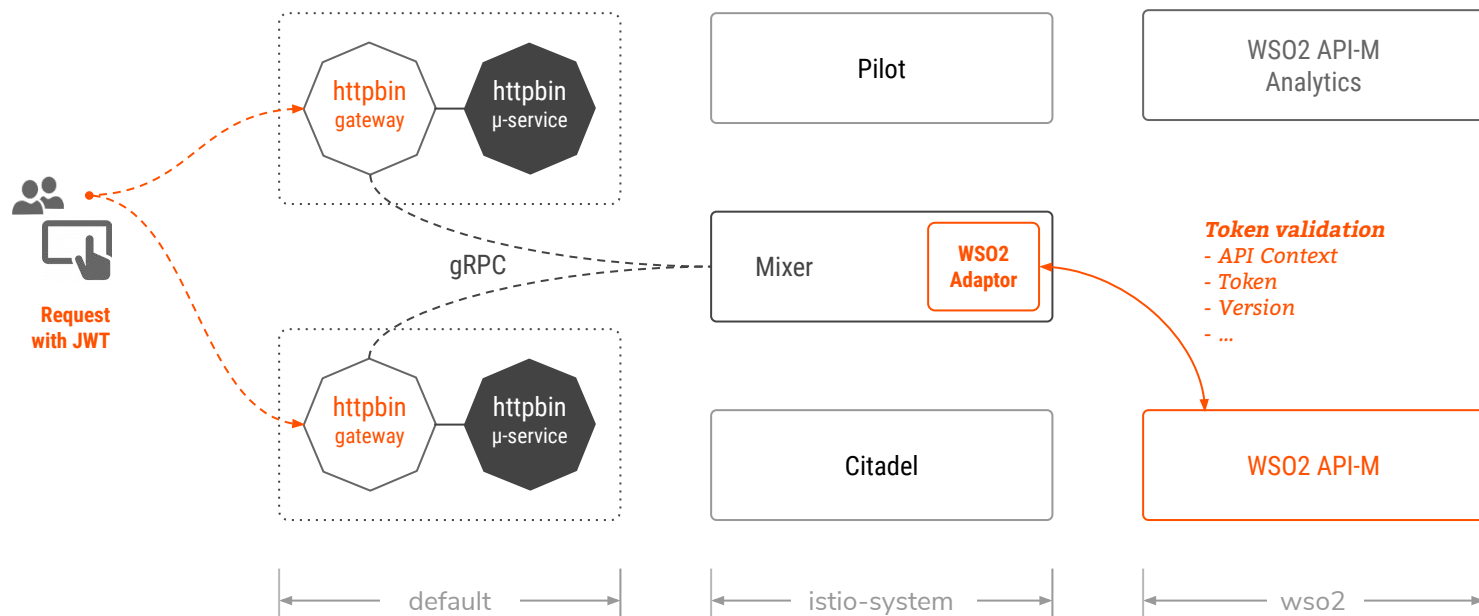 httpbin
gateway
httpbin
µ-service
Pilot
WSO2 API-M
Analytics
Request
with JWT
gRPC
Mixer
WSO2
Adaptor
Token validation
- API Context
- Token
- Version
- ...
httpbin
gateway
httpbin
µ-service
Citadel
WSO2 API-M
default
istio-system
wso2